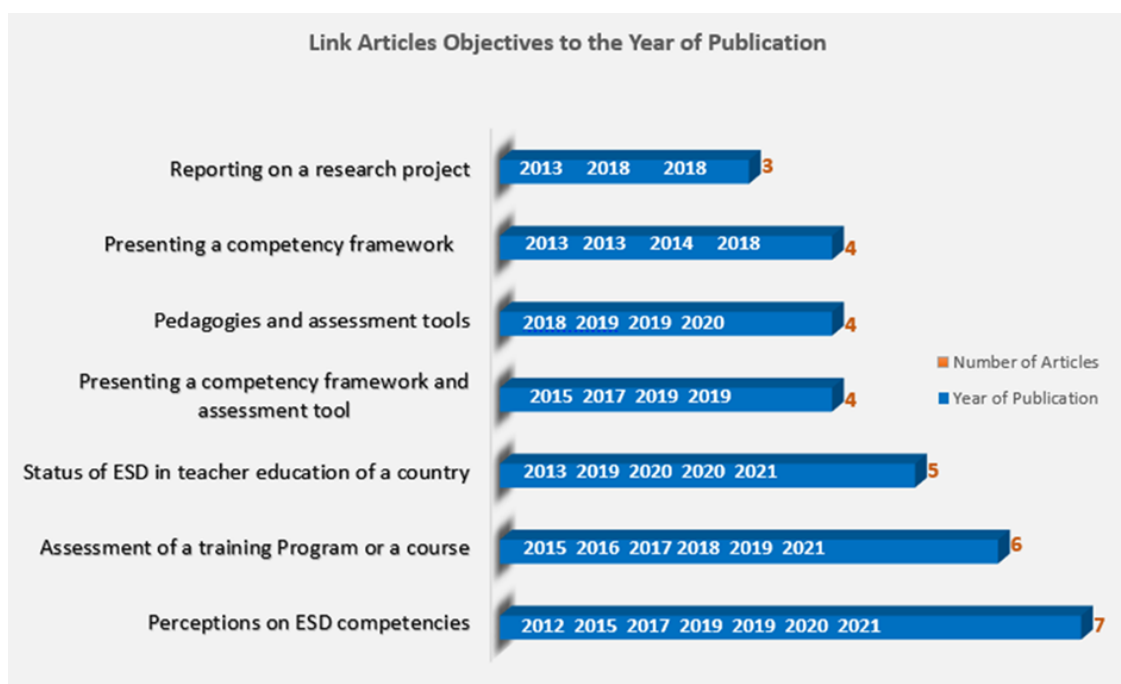 Link Articles Objectives to the Year of Publication
Reporting on a research project
2013 2018 2018
3
Presenting a competency framework
2013 2013 2014 2018
4
Pedagogies and assessment tools
2018 2019 2019 2020
4
Presenting a competency framework and
assessment tool
2015 2017 2019 2019
4
Status of ESD in teacher education of a country
2013 2019 2020 2020 2021
5
Assessment of a training Program or a course
2015 2016 2017 2018 2019 2021
6
Perceptions on ESD competencies
2012 2015 2017 2019 2019 2020 2021
7
Number of Articles
Year of Publication